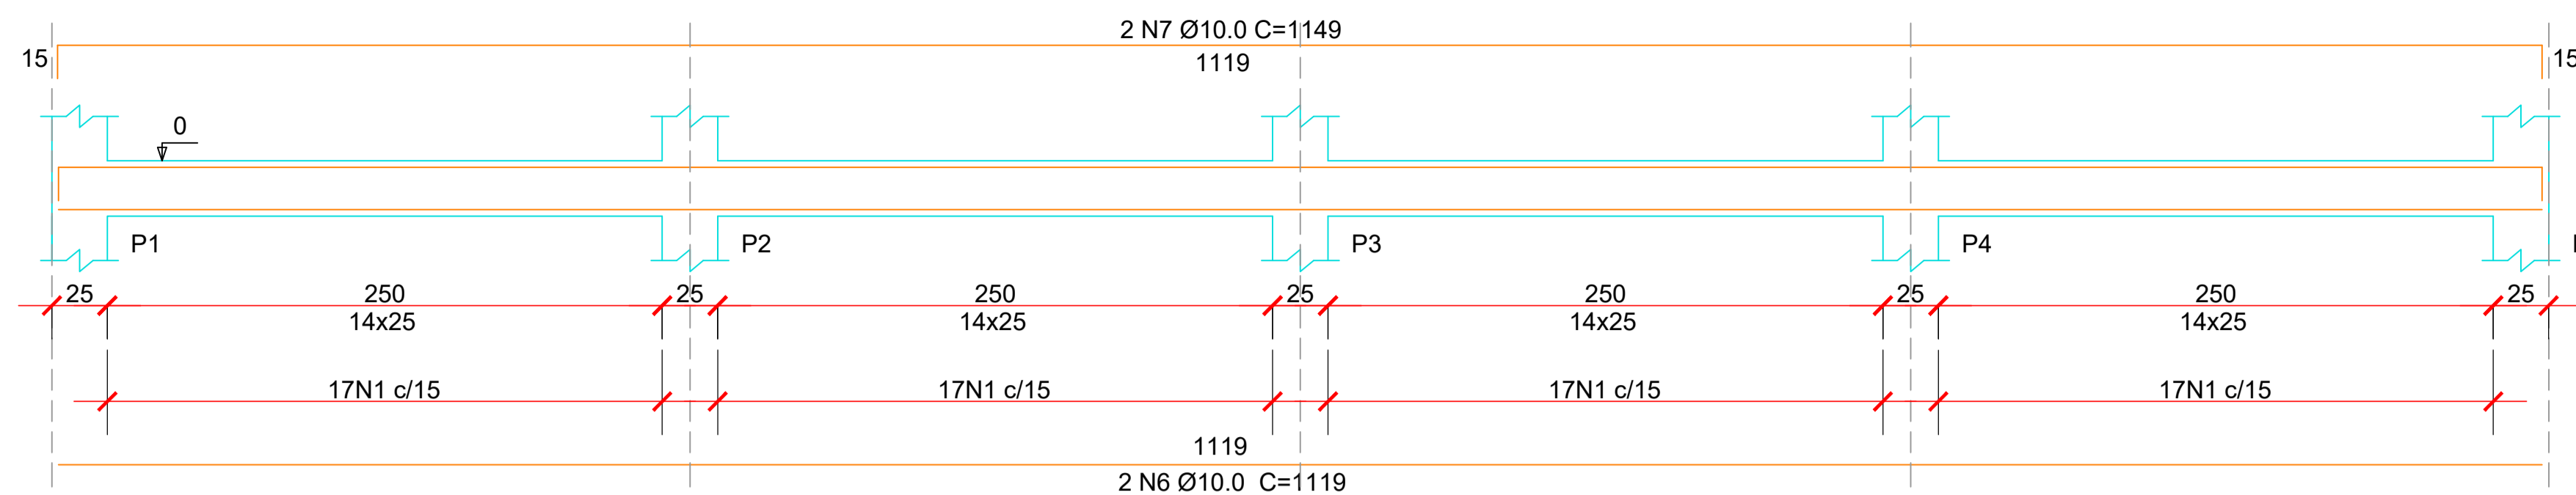 2 N7 Ø10.0 C=1149
15 15
1119
0
P1 P2 P3 P4
25 250 25 250 25 250 25 250 25
14x25 14x25 14x25 14x25
17N1 c/15 17N1 c/15 17N1 c/15 17N1 c/15
1119
2 N6 Ø10.0 C=1119